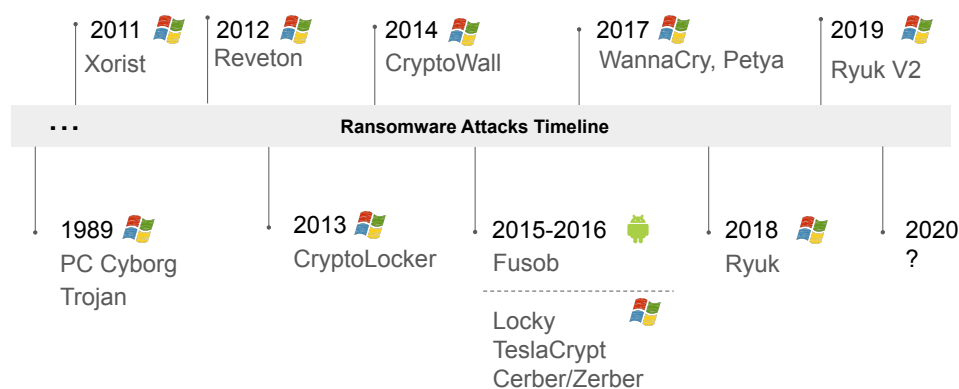 2011
Xorist
2012
Reveton
2014
CryptoWall
2017
WannaCry, Petya
2019
Ryuk V2
...
Ransomware Attacks Timeline
1989
PC Cyborg
Trojan
2013
CryptoLocker
2015-2016
Fusob
Locky
TeslaCrypt
Cerber/Zerber
2018
Ryuk
2020
?